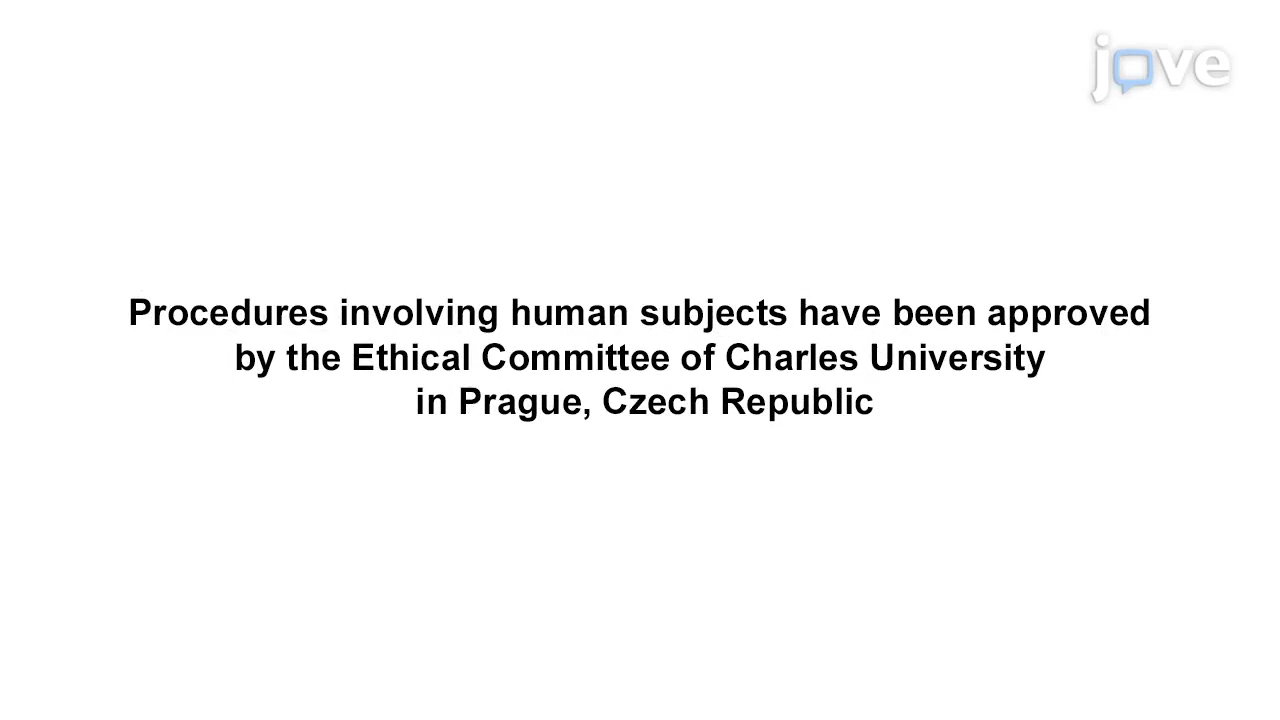 jove
Procedures involving human subjects have been approved
by the Ethical Committee of Charles University
in Prague, Czech Republic